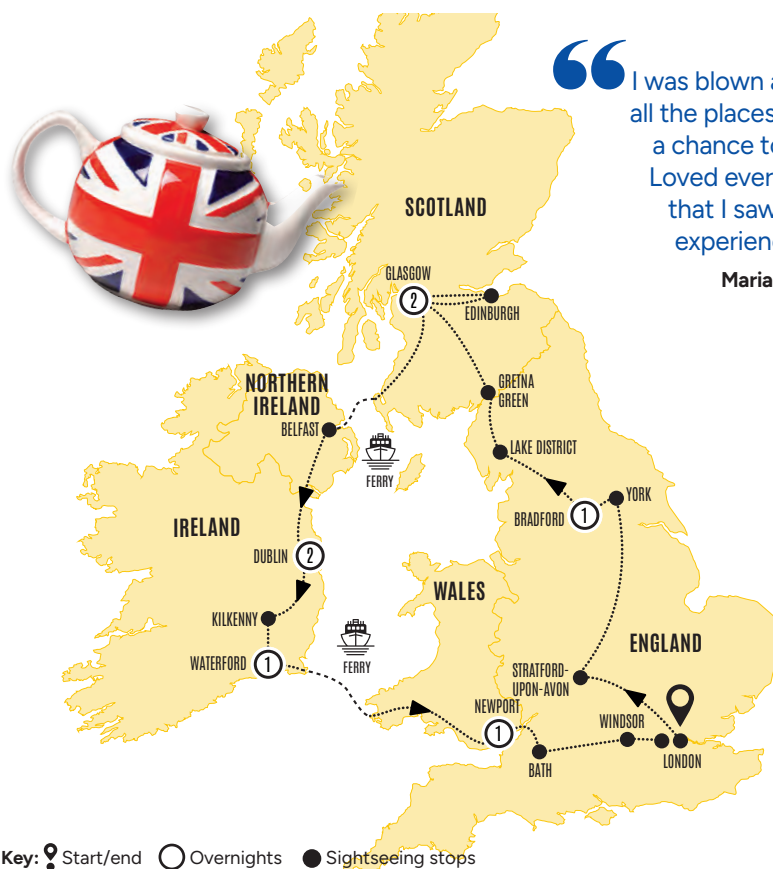 “ I was blown a
all the places
a chance to
Loved ever
that I saw
experienc
Maria
SCOTLAND
GLASGOW
2
EDINBURGH
GRETNA
GREEN
NORTHERN
IRELAND
BELFAST
FERRY
LAKE DISTRICT
YORK
BRADFORD
1
IRELAND
DUBLIN
2
WALES
KILKENNY
ENGLAND
WATERFORD
1
FERRY
STRATFORD-
UPON-AVON
NEWPORT
1
WINDSOR
BATH
LONDON
Key: Start/end Overnights Sightseeing stops